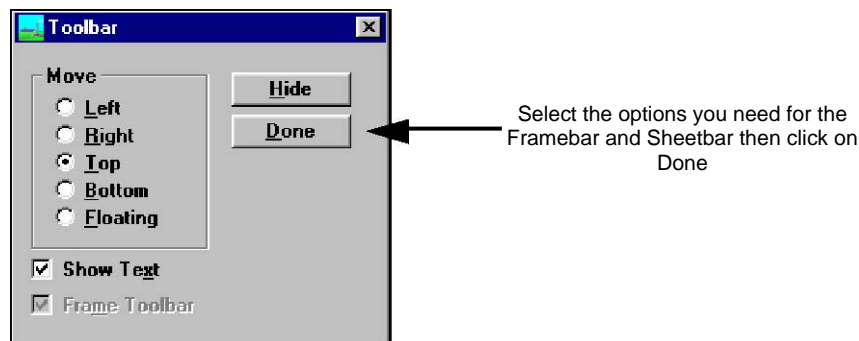 Toolbar
Move
Left
Right
Top
Bottom
Floating
Hide
Done
Show Text
Frame Toolbar
Select the options you need for the
Framebar and Sheetbar then click on
Done